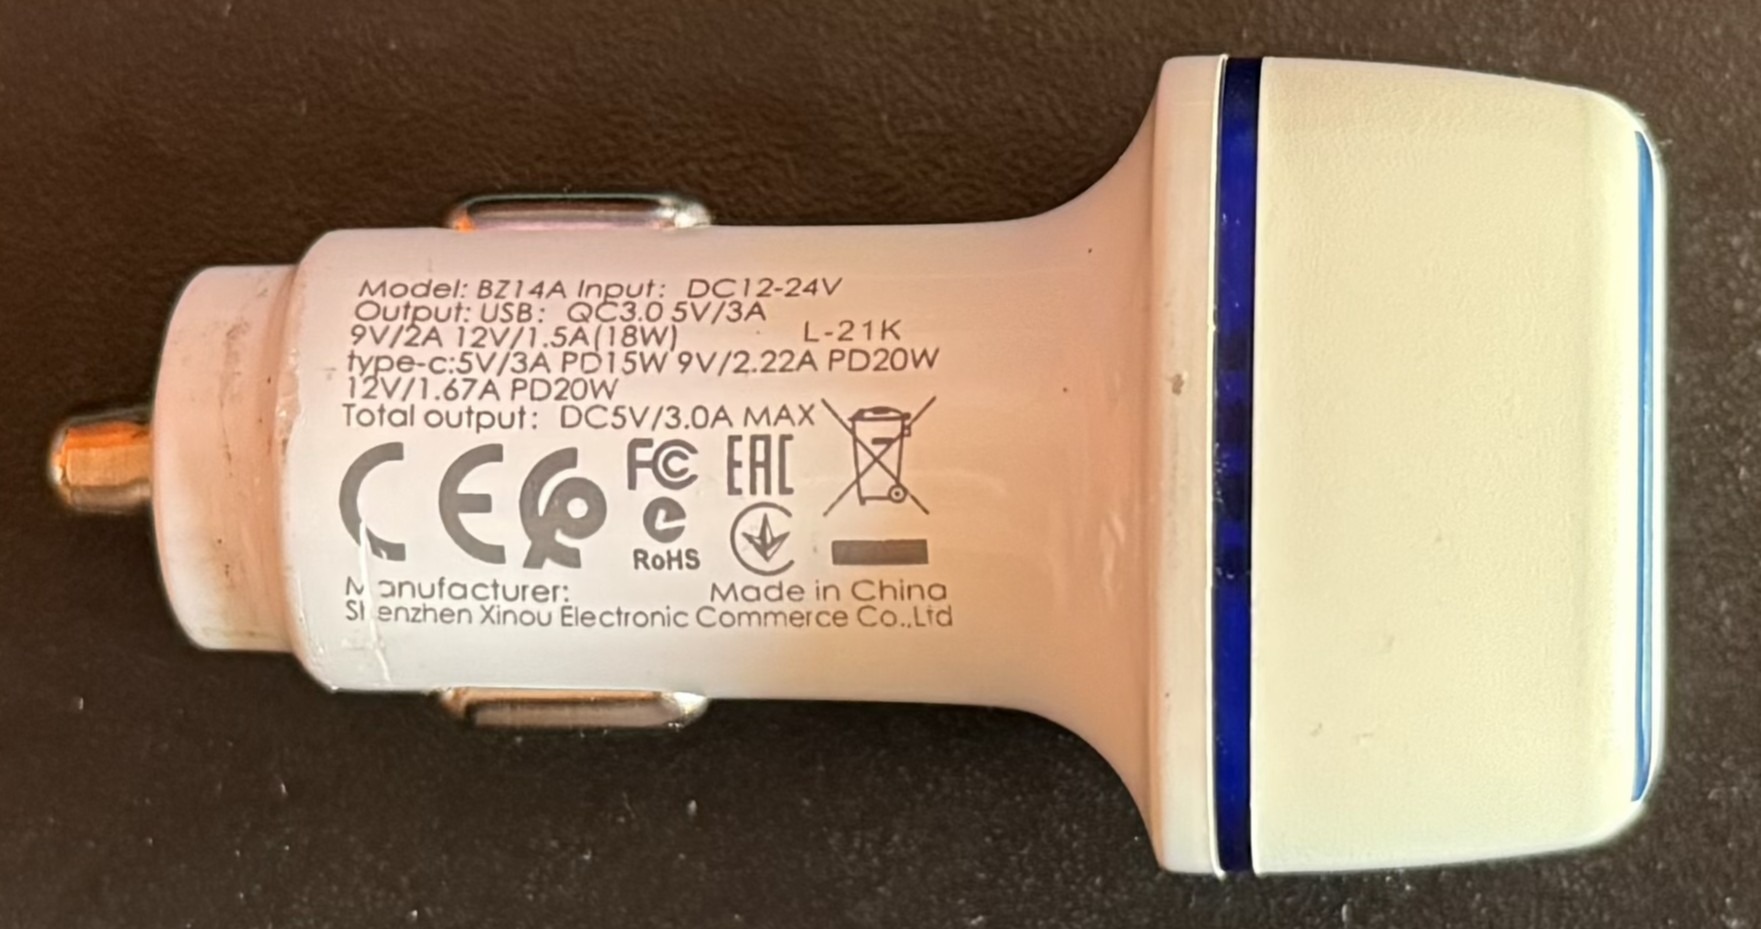 Model: BZ14A Input: DC12-24V
Output: USB: QC3.0 5V/3A
9V/2A 12V/1.5A(18W) L-21K
type-c:5V/3A PD15W 9V/2.22A PD20W
12V/1.67A PD20W
Total output: DC5V/3.0A MAX
CE FC EAC
RoHS
Manufacturer: Made in China
Shenzhen Xinou Electronic Commerce Co.,Ltd